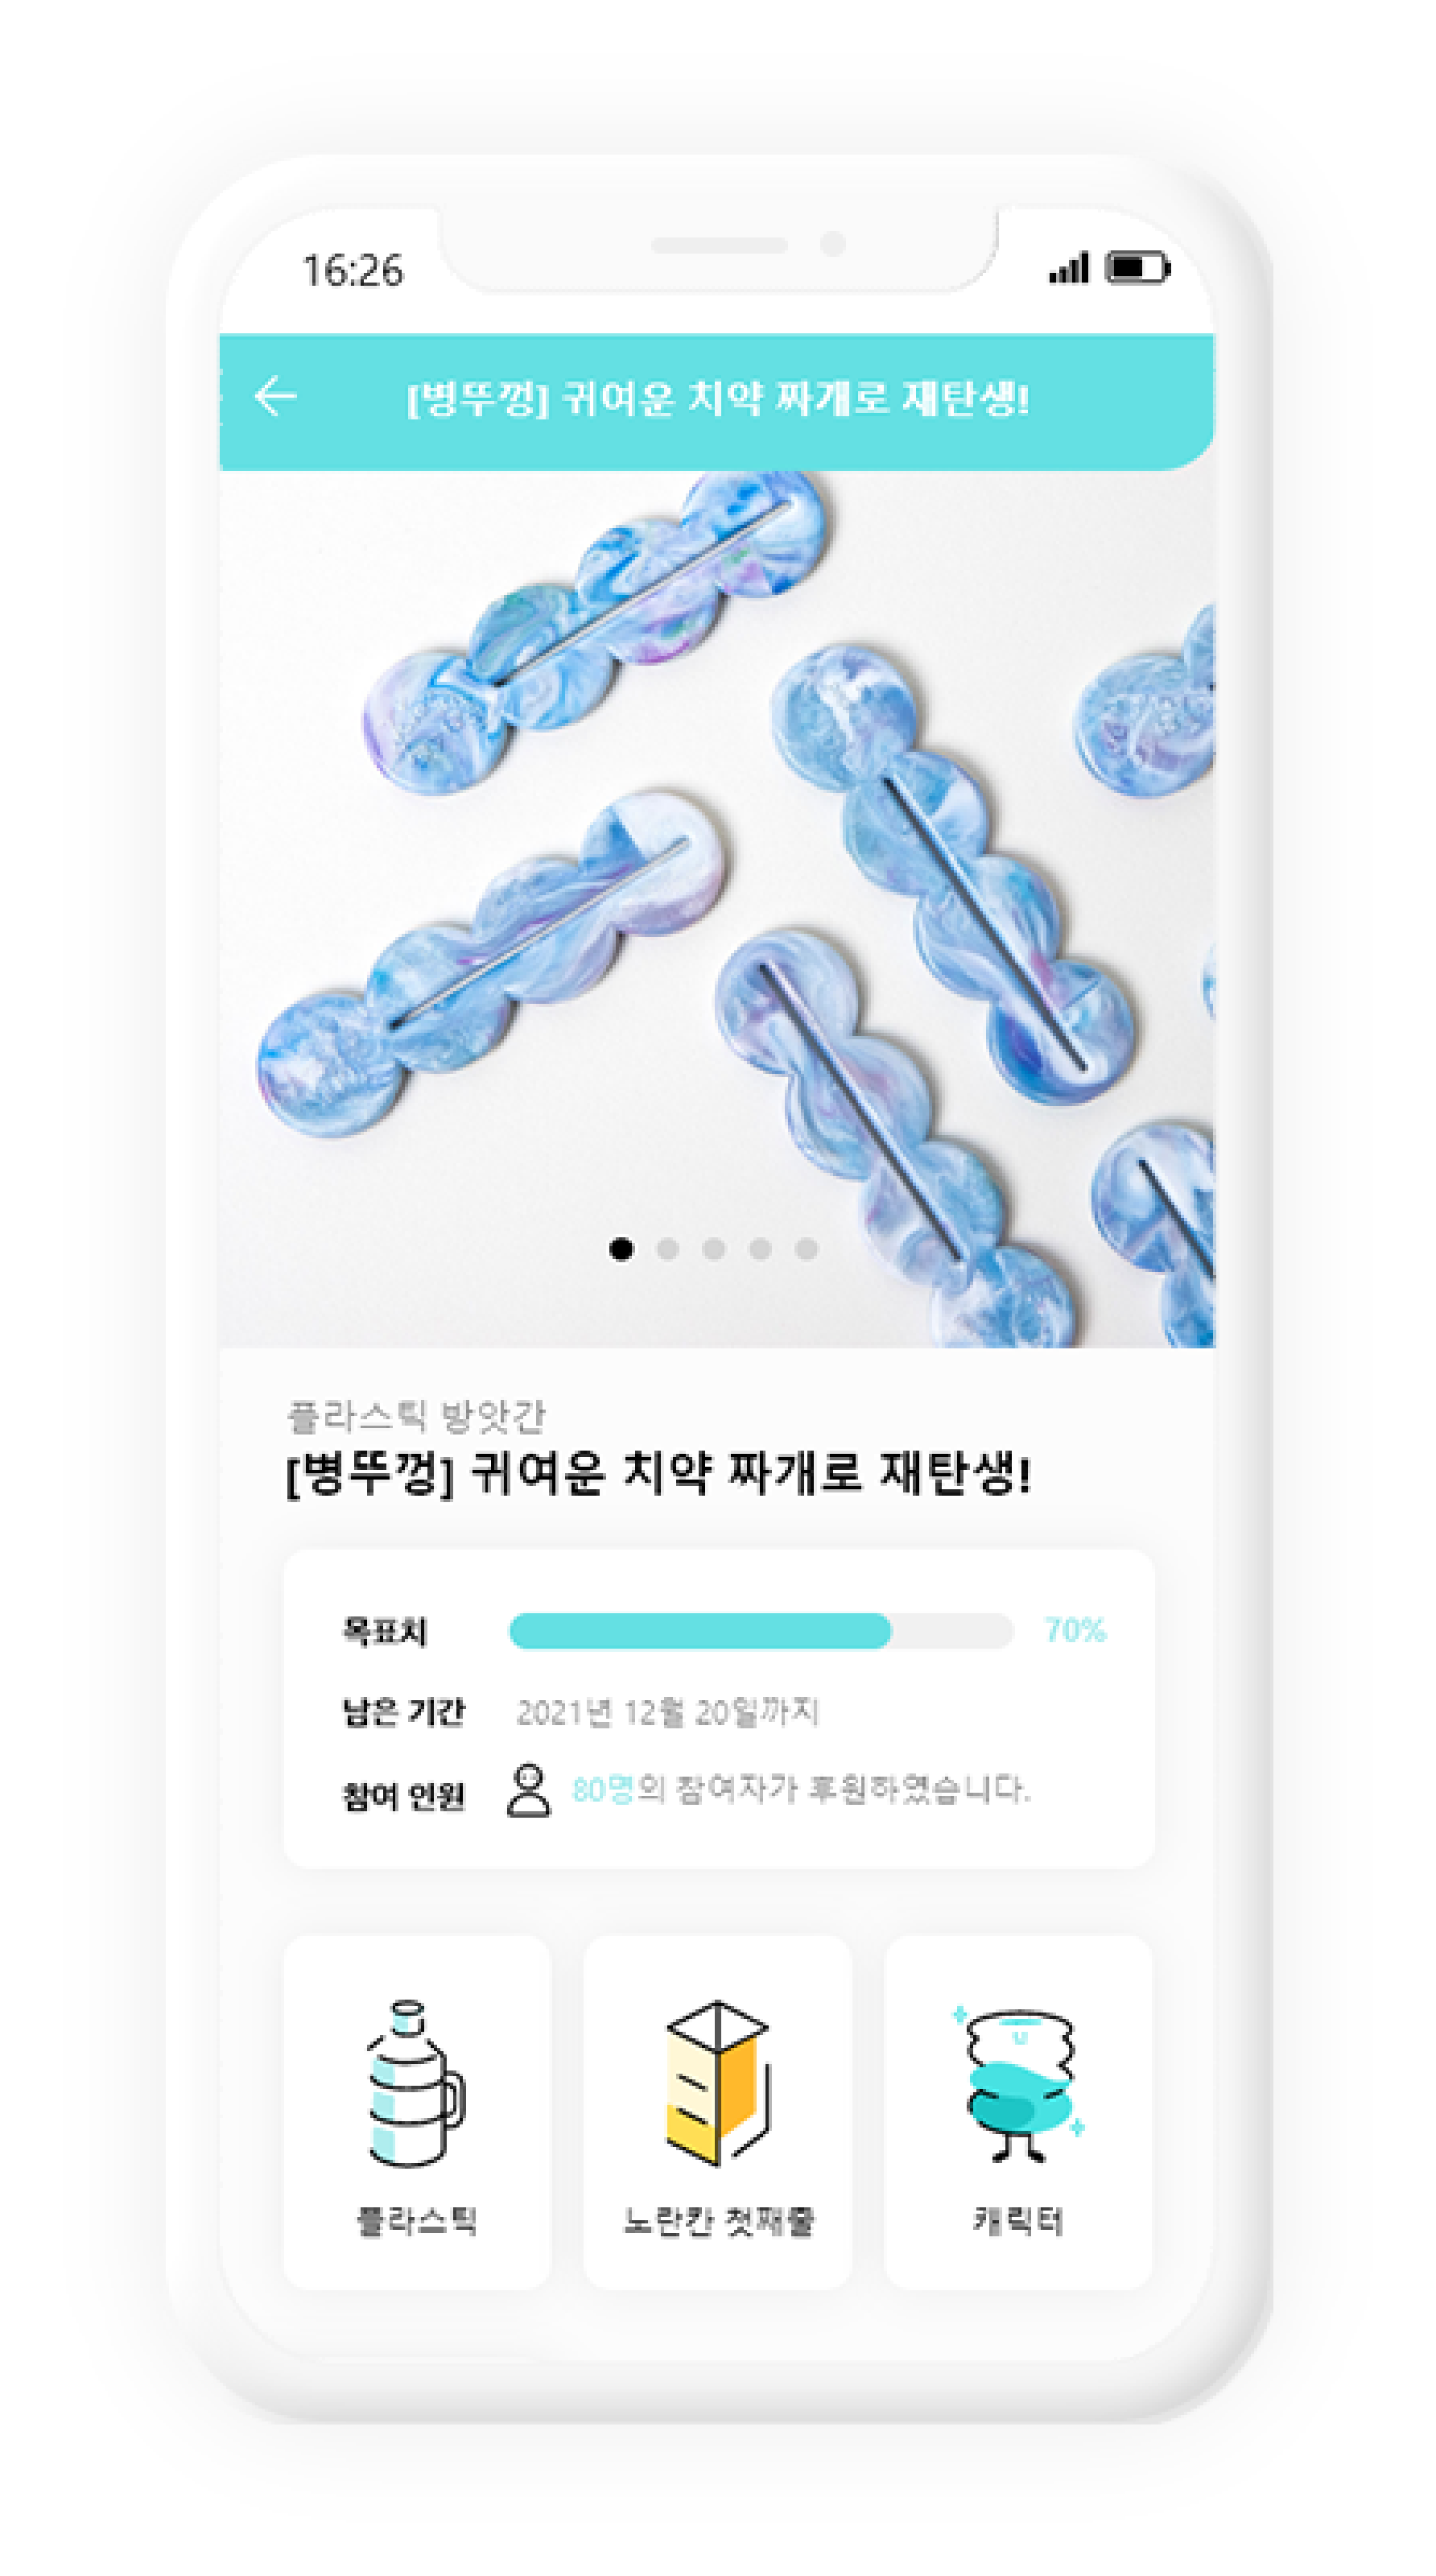 16:26
[병뚜껑] 귀여운 치약 짜개로 재탄생!
플라스틱 방앗간
[병뚜껑] 귀여운 치약 짜개로 재탄생!
목표치 70%
남은 기간 2021년 12월 20일까지
참여 인원 80명의 참여자가 후원하였습니다.
플라스틱 노란칸 첫째줄 캐릭터